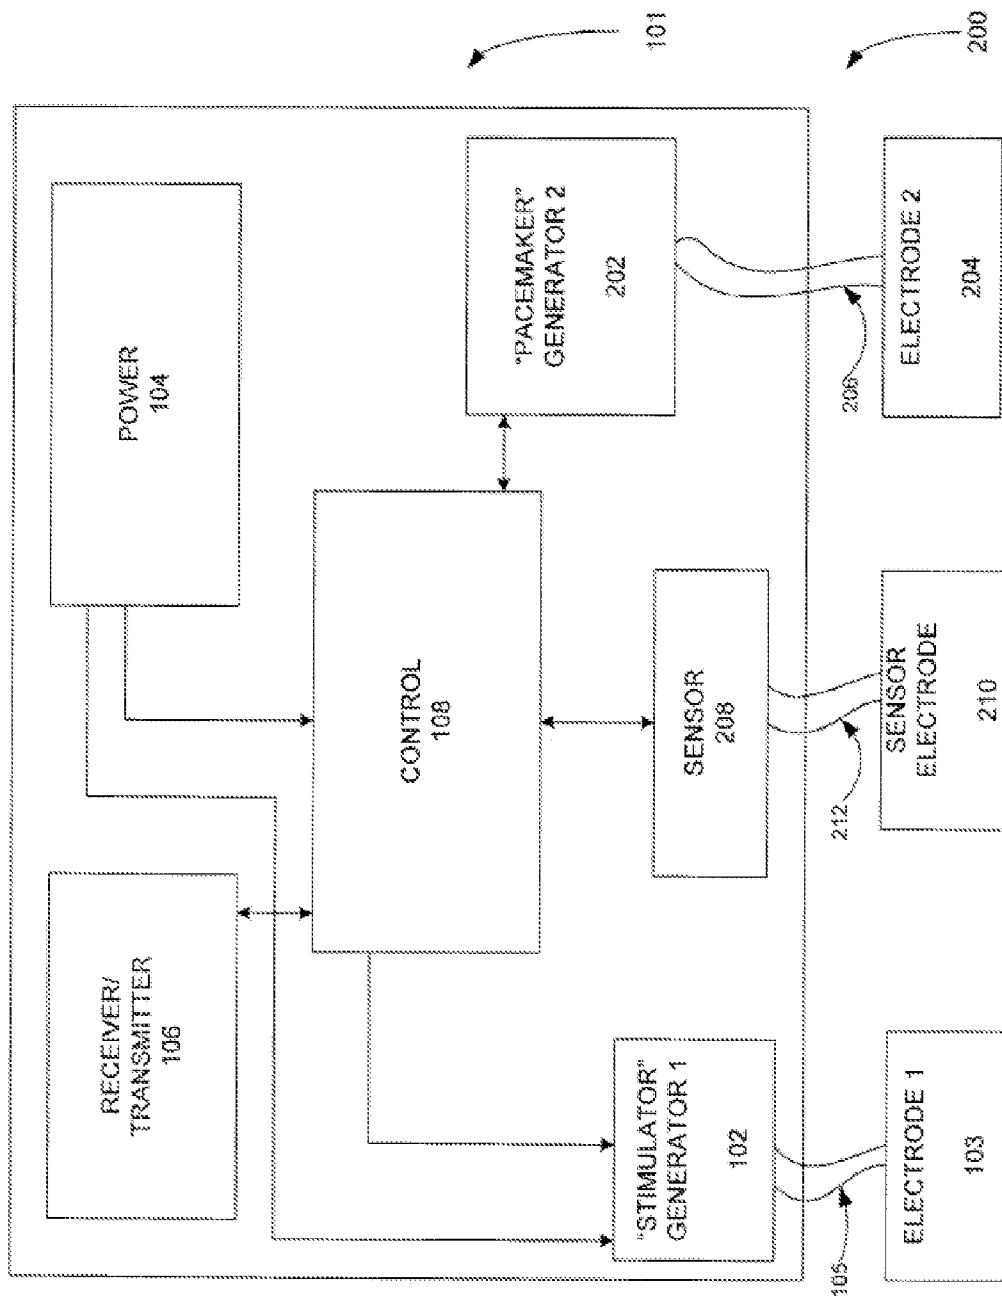 RECEIVER/
TRANSMITTER
106
POWER
104
CONTROL
108
"STIMULATOR"
GENERATOR 1
102
SENSOR
208
"PACEMAKER"
GENERATOR 2
202
101
105
212
206
ELECTRODE 1
103
SENSOR
ELECTRODE
210
ELECTRODE 2
204
200